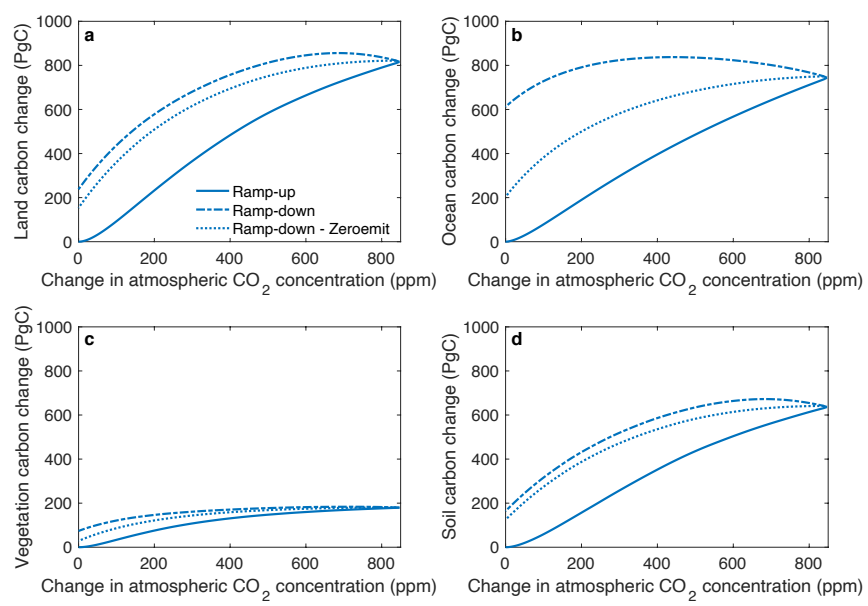 a
1000
800
600
400
200
0
Land carbon change (PgC)
Ramp-up
Ramp-down
Ramp-down - Zeroemit
0 200 400 600 800
Change in atmospheric CO2 concentration (ppm)
b
1000
800
600
400
200
0
Ocean carbon change (PgC)
0 200 400 600 800
Change in atmospheric CO2 concentration (ppm)
c
1000
800
600
400
200
0
Vegetation carbon change (PgC)
0 200 400 600 800
Change in atmospheric CO2 concentration (ppm)
d
1000
800
600
400
200
0
Soil carbon change (PgC)
0 200 400 600 800
Change in atmospheric CO2 concentration (ppm)